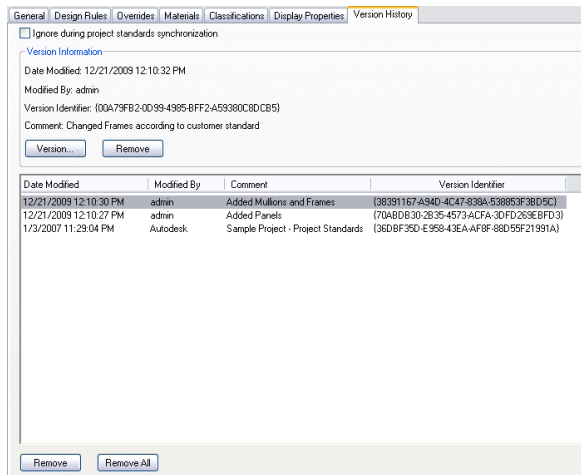 General Design Rules Overrides Materials Classifications Display Properties Version History
Ignore during project standards synchronization
Version Information
Date Modified: 12/21/2009 12:10:32 PM
Modified By: admin
Version Identifier: {00A79FB2-0D99-4985-BFF2-A59380C8DCB5}
Comment: Changed Frames according to customer standard
Version... Remove
Date Modified Modified By Comment Version Identifier
12/21/2009 12:10:30 PM admin Added Mullions and Frames {38391167-A94D-4C47-838A-538853F3BD5C}
12/21/2009 12:10:27 PM admin Added Panels {70ABDB30-2B35-4573-ACFA-3DFD269EBFD3}
1/3/2007 11:29:04 PM Autodesk Sample Project - Project Standards {36DBF35D-E958-43EA-AF8F-88D55F21991A}
Remove Remove All